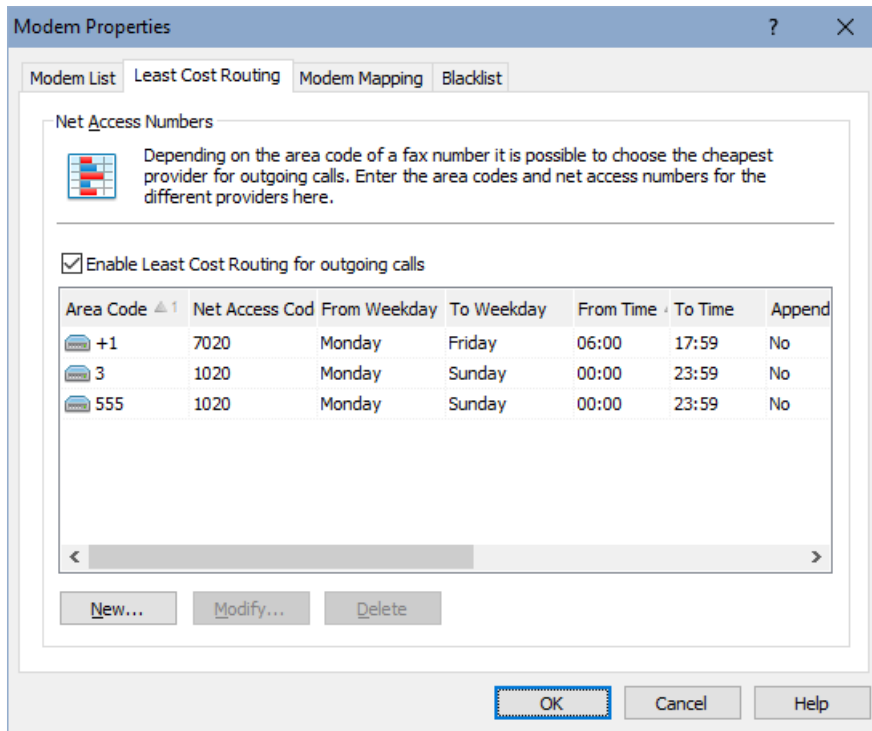 Modem Properties ? X
Modem List Least Cost Routing Modem Mapping Blacklist
Net Access Numbers
Depending on the area code of a fax number it is possible to choose the cheapest
provider for outgoing calls. Enter the area codes and net access numbers for the
different providers here.
Enable Least Cost Routing for outgoing calls
Area Code 1 Net Access Cod From Weekday To Weekday From Time To Time Append
+1 7020 Monday Friday 06:00 17:59 No
3 1020 Monday Sunday 00:00 23:59 No
555 1020 Monday Sunday 00:00 23:59 No
New... Modify... Delete
OK Cancel Help